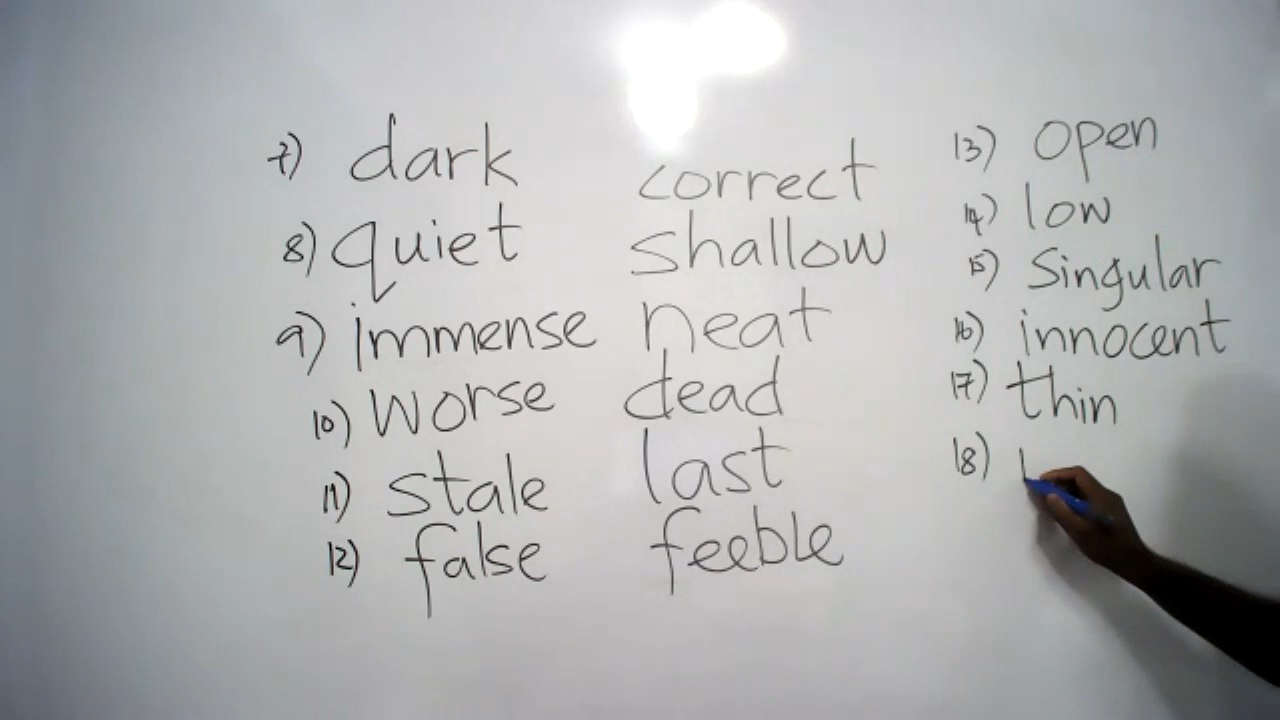 7) dark
8) quiet
9) immense
10) worse
11) stale
12) false
correct
shallow
neat
dead
last
feeble
13) open
14) low
15) Singular
16) innocent
17) thin
18)